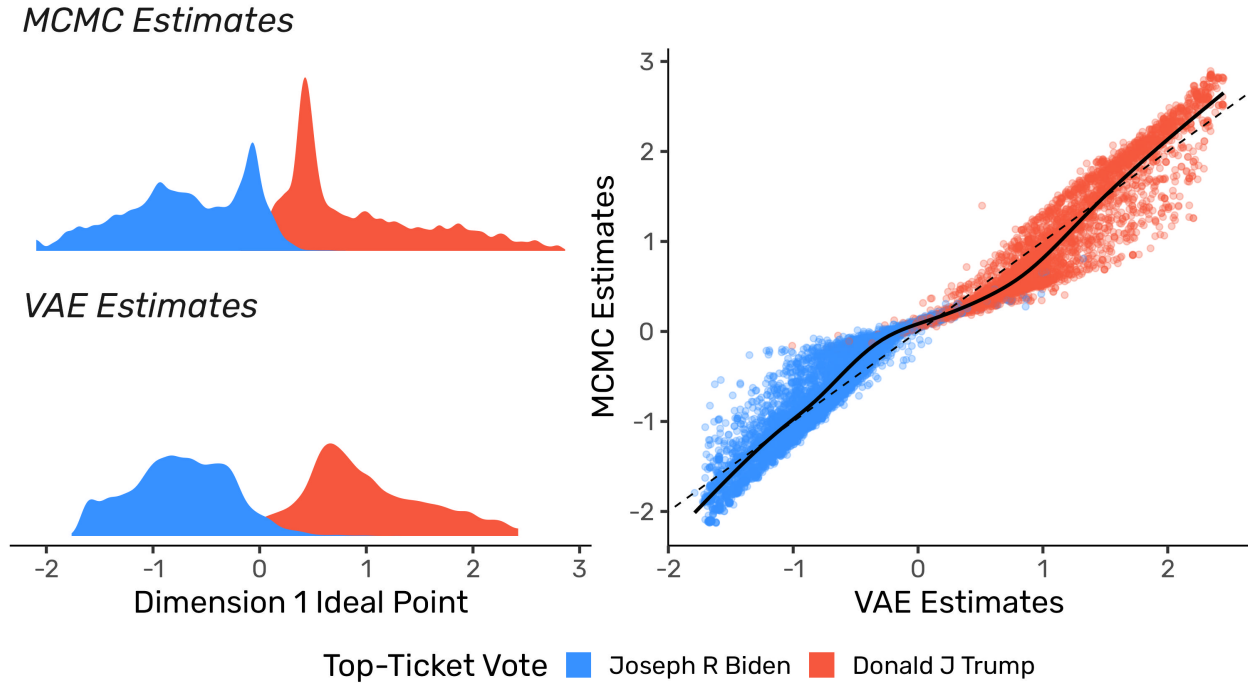 MCMC Estimates
VAE Estimates
-2 -1 0 1 2 3
Dimension 1 Ideal Point
MCMC Estimates
3
2
1
0
-1
-2
-2 -1 0 1 2
VAE Estimates
Top-Ticket Vote Joseph R Biden Donald J Trump